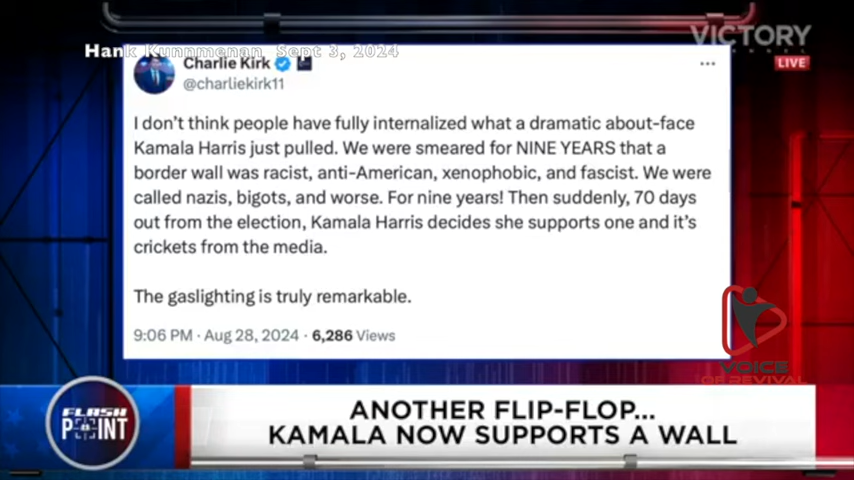 VICTORY
CHANNEL
LIVE
Hank Kunnmenan Sept 3, 2024
Charlie Kirk
@charliekirk11
I don't think people have fully internalized what a dramatic about-face
Kamala Harris just pulled. We were smeared for NINE YEARS that a
border wall was racist, anti-American, xenophobic, and fascist. We were
called nazis, bigots, and worse. For nine years! Then suddenly, 70 days
out from the election, Kamala Harris decides she supports one and it's
crickets from the media.
The gaslighting is truly remarkable.
9:06 PM · Aug 28, 2024 · 6,286 Views
VOICE
OF REVIVAL
FLASH
POINT
ANOTHER FLIP-FLOP...
KAMALA NOW SUPPORTS A WALL